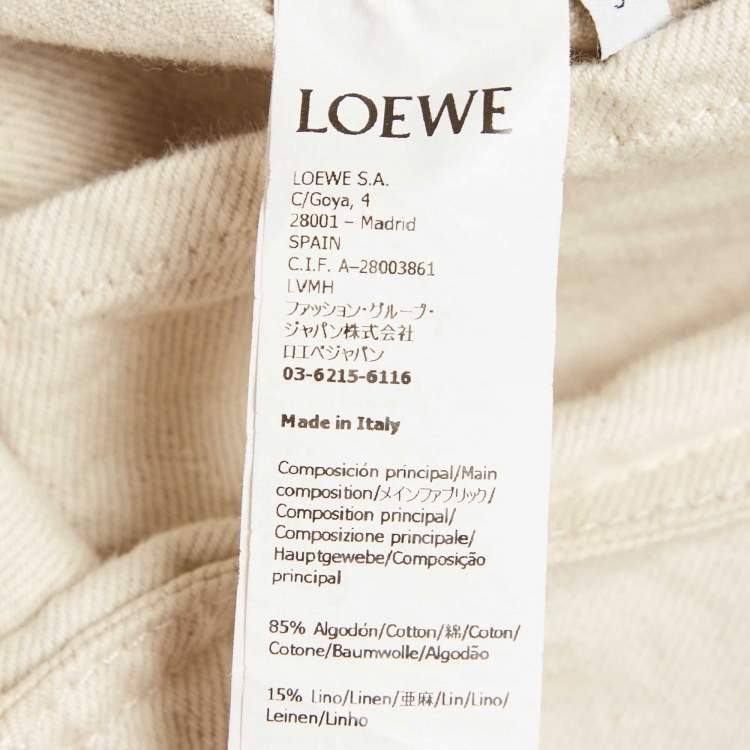 LOEWE
LOEWE S.A.
C/Goya, 4
28001 – Madrid
SPAIN
C.I.F. A–28003861
LVMH
ファッション・グループ・
ジャパン株式会社
ロエベジャパン
03-6215-6116
Made in Italy
Composición principal/Main
composition/メインファブリック/
Composition principal/
Composizione principale/
Hauptgewebe/Composição
principal
85% Algodón/Cotton/綿/Coton/
Cotone/Baumwolle/Algodão
15% Lino/Linen/亜麻/Lin/Lino/
Leinen/Linho